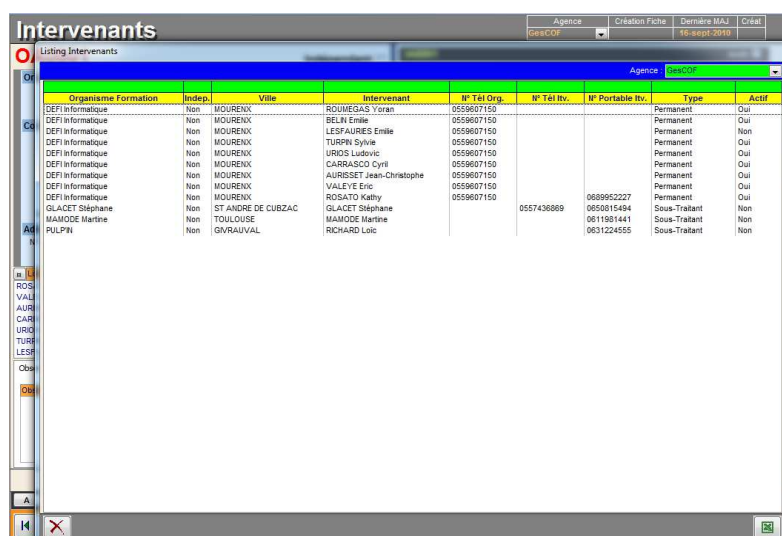 Intervenants
Agence Création Fiche Dernière MAJ Créat
GesCOF 16-sept-2010
Listing Intervenants
Agence : GesCOF
Organisme Formation Indep. Ville Intervenant N° Tél Org. N° Tél Itv. N° Portable Itv. Type Actif
DEFI Informatique Non MOURENX ROUMEGAS Yoran 0559607150 Permanent Oui
DEFI Informatique Non MOURENX BELIN Emilie 0559607150 Permanent Oui
DEFI Informatique Non MOURENX LESFAURIES Emilie 0559607150 Permanent Non
DEFI Informatique Non MOURENX TURPIN Sylvie 0559607150 Permanent Oui
DEFI Informatique Non MOURENX URIOS Ludovic 0559607150 Permanent Oui
DEFI Informatique Non MOURENX CARRASCO Cyril 0559607150 Permanent Oui
DEFI Informatique Non MOURENX AURISSET Jean-Christophe 0559607150 Permanent Oui
DEFI Informatique Non MOURENX VALEYE Eric 0559607150 Permanent Oui
DEFI Informatique Non MOURENX ROSATO Kathy 0559607150 0689952227 Permanent Oui
GLACET Stéphane Non ST ANDRE DE CUBZAC GLACET Stéphane 0557436869 0650815494 Sous-Traitant Non
MAMODE Martine Non TOULOUSE MAMODE Martine 0611981441 Sous-Traitant Non
PULP'IN Non GIVRAUVAL RICHARD Loïc 0631224555 Sous-Traitant Non
ROS
VAL
AUR
CAR
URIO
TURP
LESF
Obs
Obs
A